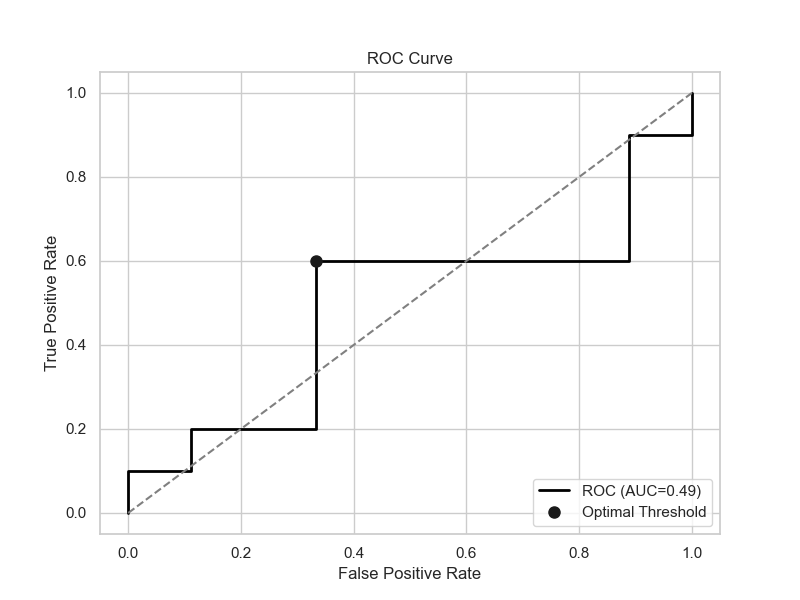 ROC Curve
True Positive Rate
1.0
0.8
0.6
0.4
0.2
0.0
ROC (AUC=0.49)
Optimal Threshold
0.0 0.2 0.4 0.6 0.8 1.0
False Positive Rate